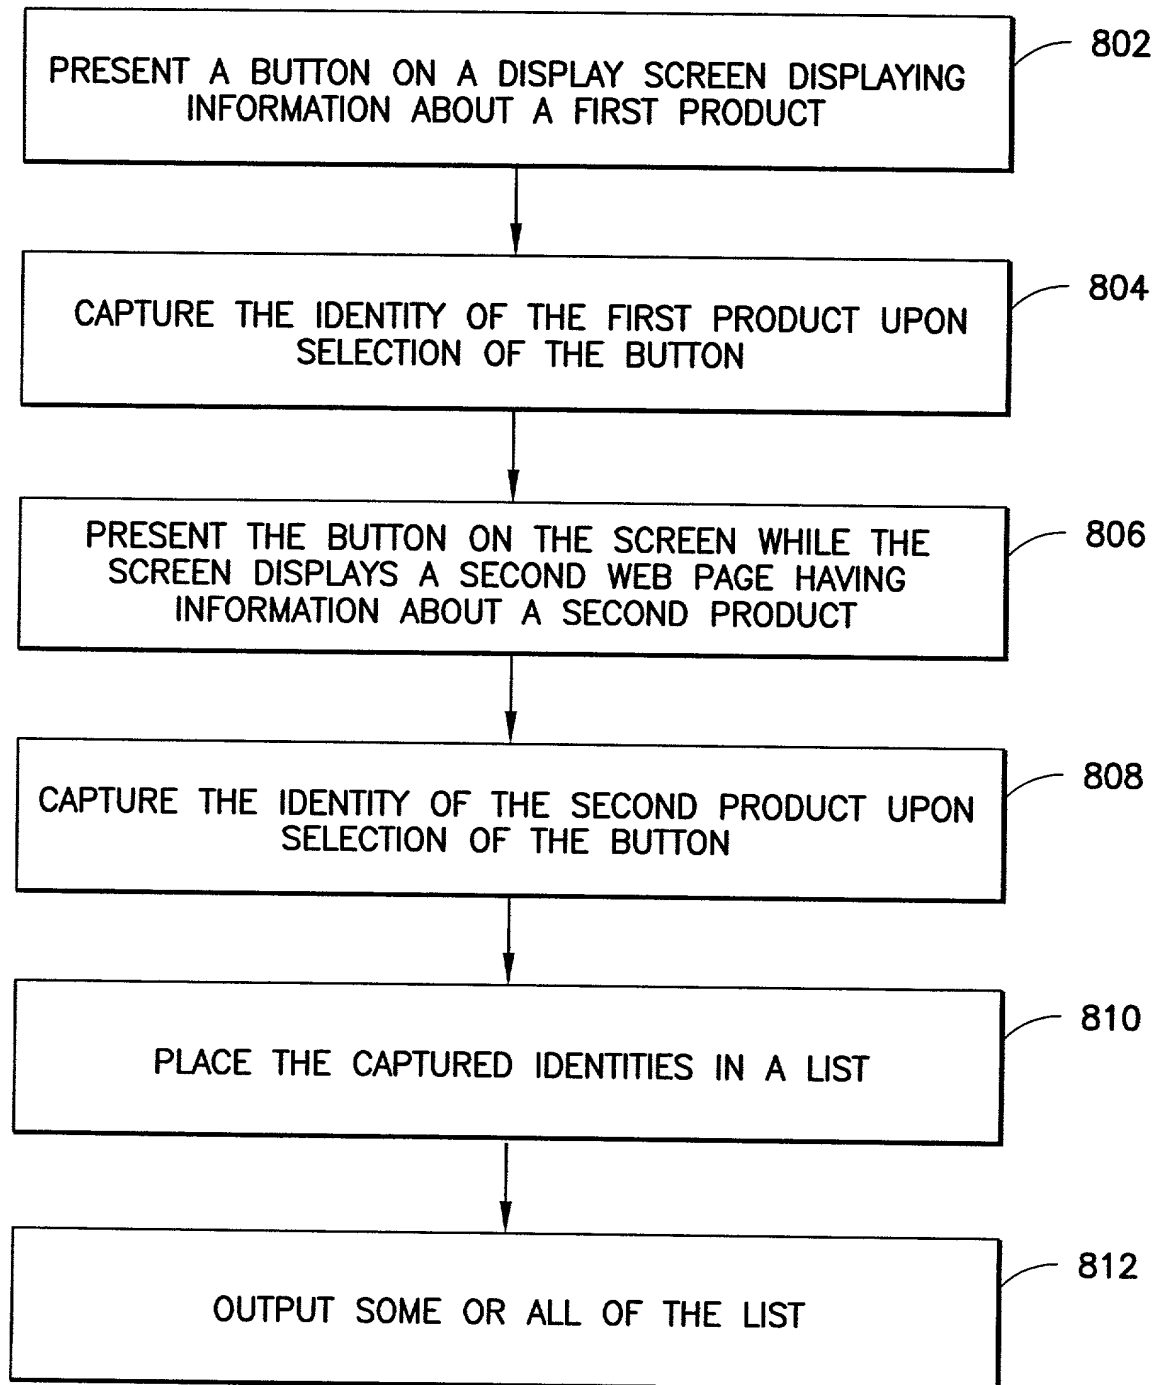 802
PRESENT A BUTTON ON A DISPLAY SCREEN DISPLAYING
INFORMATION ABOUT A FIRST PRODUCT
804
CAPTURE THE IDENTITY OF THE FIRST PRODUCT UPON
SELECTION OF THE BUTTON
806
PRESENT THE BUTTON ON THE SCREEN WHILE THE
SCREEN DISPLAYS A SECOND WEB PAGE HAVING
INFORMATION ABOUT A SECOND PRODUCT
808
CAPTURE THE IDENTITY OF THE SECOND PRODUCT UPON
SELECTION OF THE BUTTON
810
PLACE THE CAPTURED IDENTITIES IN A LIST
812
OUTPUT SOME OR ALL OF THE LIST